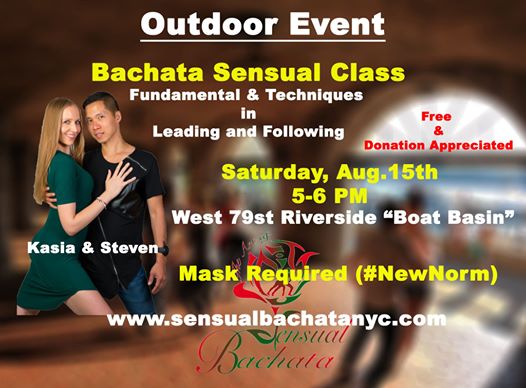 Outdoor Event
Bachata Sensual Class
Fundamental & Techniques
in
Leading and Following
Free
&
Donation Appreciated
Saturday, Aug.15th
5-6 PM
West 79st Riverside “Boat Basin”
Kasia & Steven
Mask Required (#NewNorm)
www.sensualbachatanyc.com
Sensual
Bachata